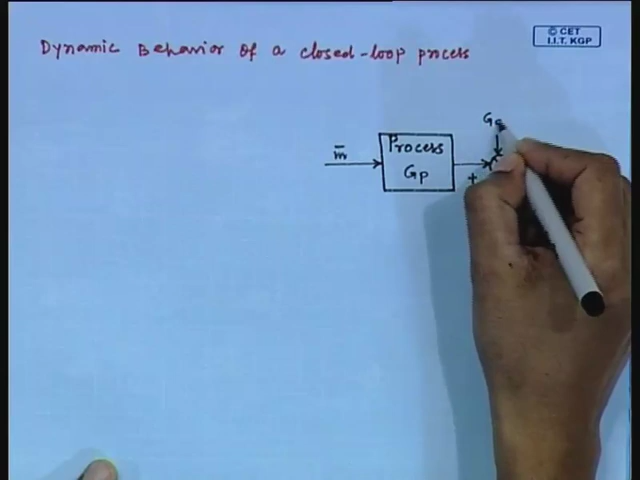 Dynamic Behavior of a closed-loop process
© CET
I.I.T. KGP
m̄
Process
Gp
+